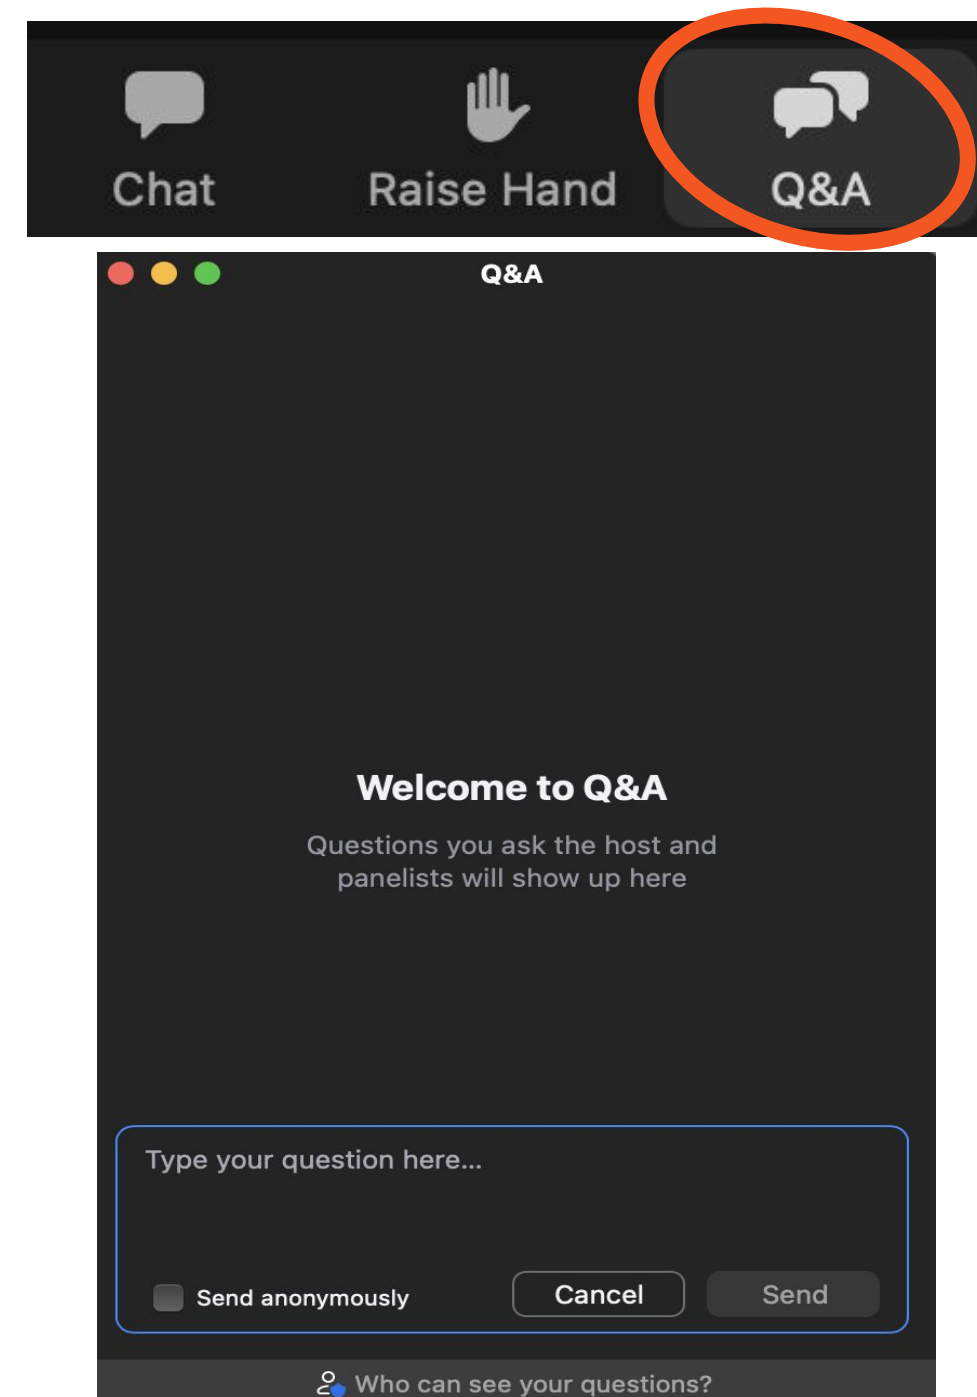 Chat Raise Hand Q&A
Q&A
Welcome to Q&A
Questions you ask the host and
panelists will show up here
Type your question here...
Send anonymously Cancel Send
Who can see your questions?